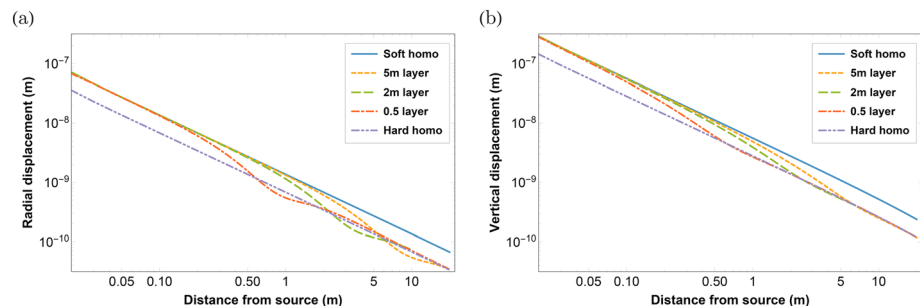 (a)
Radial displacement (m)
10⁻⁷
10⁻⁸
10⁻⁹
10⁻¹⁰
Soft homo
5m layer
2m layer
0.5 layer
Hard homo
0.05 0.10 0.50 1 5 10
Distance from source (m)
(b)
Vertical displacement (m)
10⁻⁷
10⁻⁸
10⁻⁹
10⁻¹⁰
Soft homo
5m layer
2m layer
0.5 layer
Hard homo
0.05 0.10 0.50 1 5 10
Distance from source (m)